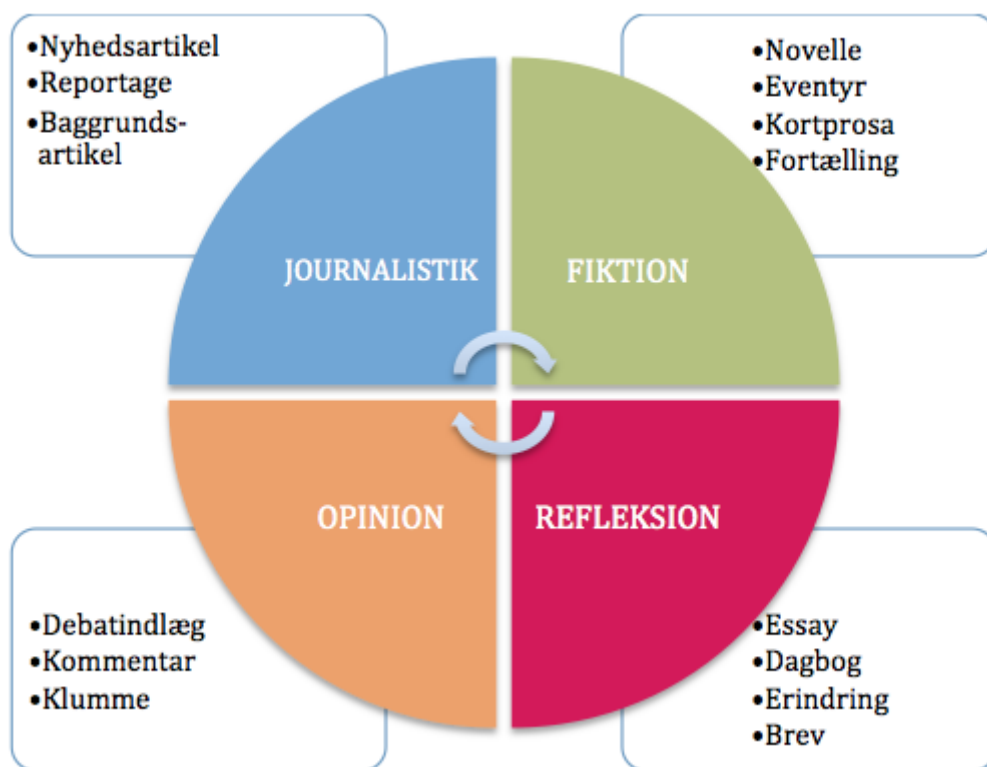 •Nyhedsartikel
•Reportage
•Baggrunds-
artikel
•Novelle
•Eventyr
•Kortprosa
•Fortælling
JOURNALISTIK
FIKTION
OPINION
REFLEKSION
•Debatindlæg
•Kommentar
•Klumme
•Essay
•Dagbog
•Erindring
•Brev